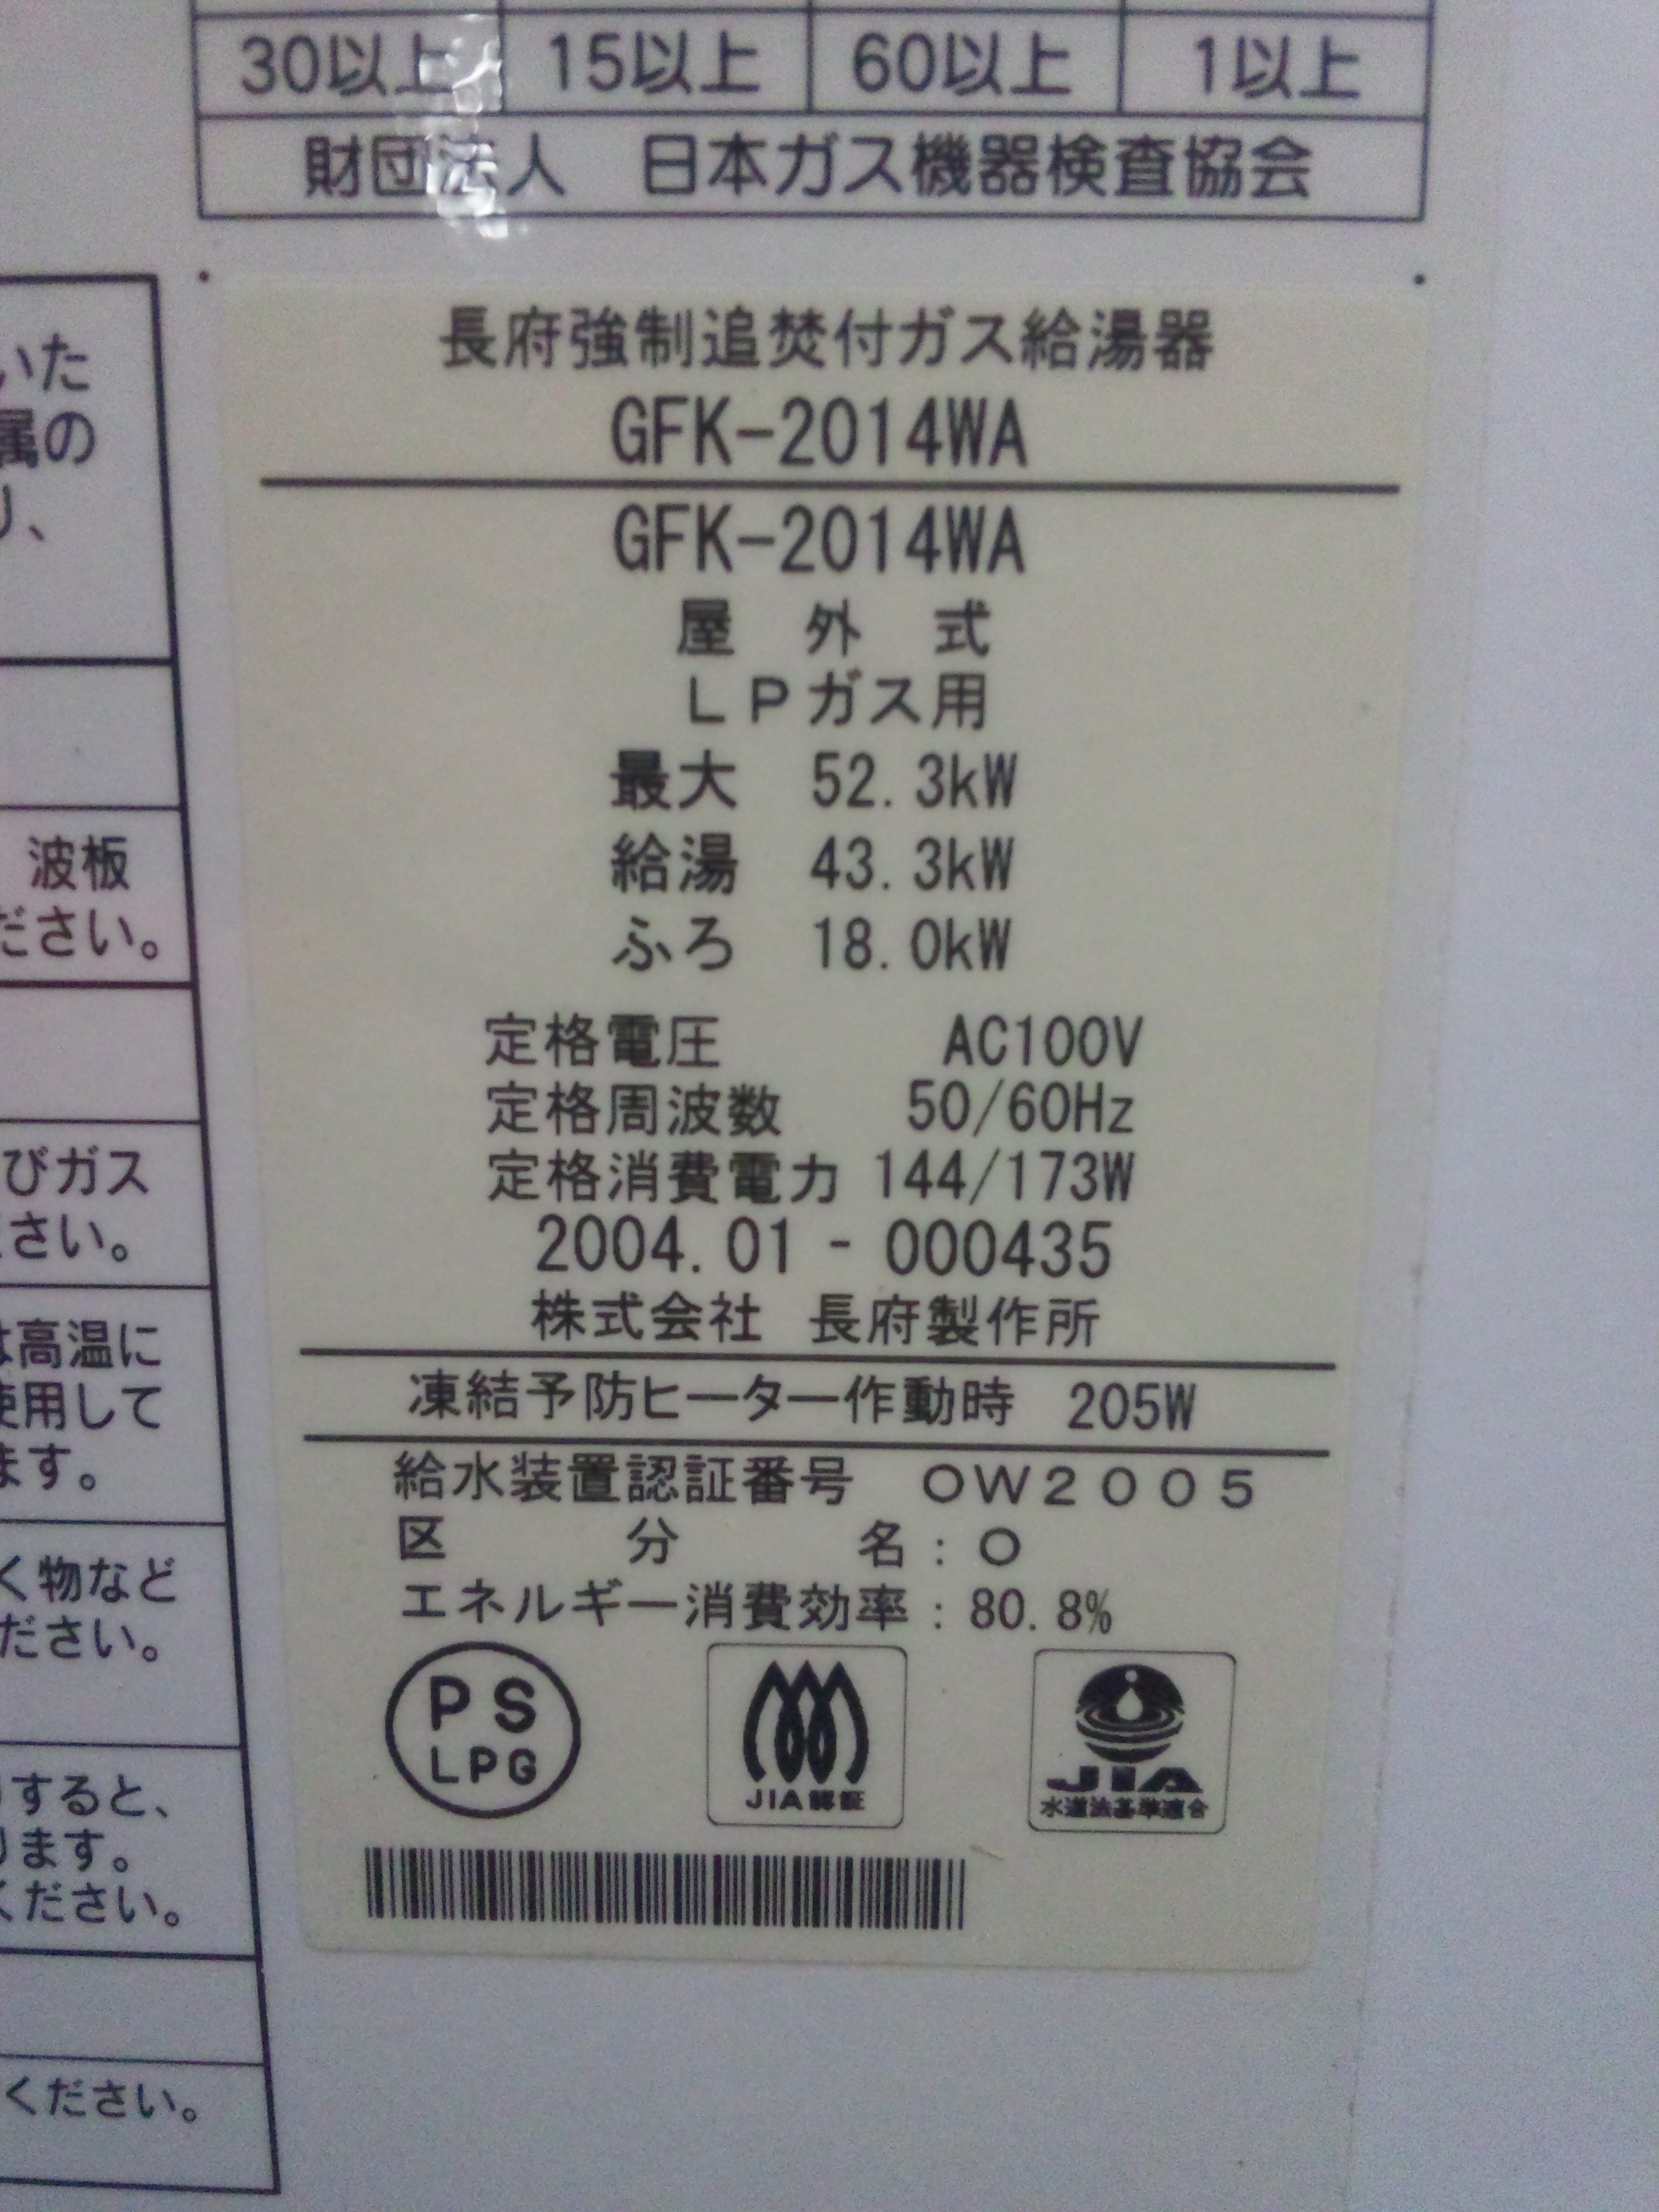 30以上 15以上 60以上 1以上
財団法人 日本ガス機器検査協会
いた
属の
り、
波板
ださい。
びガス
ださい。
は高温に
使用して
ます。
く物など
ださい。
すると、
ります。
ください。
ください。
長府強制追焚付ガス給湯器
GFK-2014WA
GFK-2014WA
屋 外 式
LPガス用
最大 52.3kW
給湯 43.3kW
ふろ 18.0kW
定格電圧 AC100V
定格周波数 50/60Hz
定格消費電力 144/173W
2004.01 - 000435
株式会社 長府製作所
凍結予防ヒーター作動時 205W
給水装置認証番号 OW2005
区 分 名:O
エネルギー消費効率:80.8%
PS
LPG
JIA認証
JIA
水道法基準適合